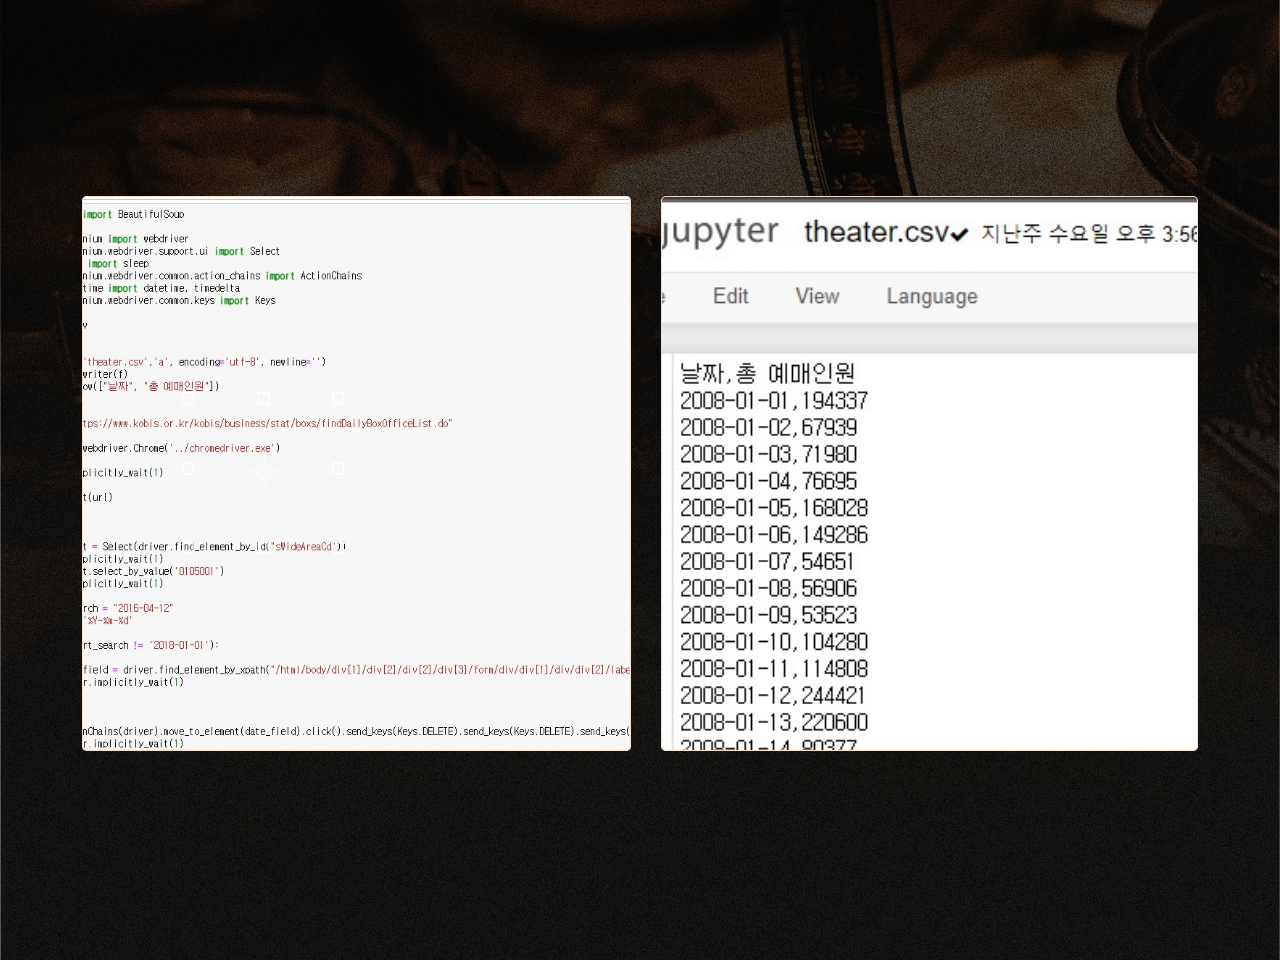 import BeautifulSoup
nium import webdriver
nium.webdriver.support.ui import Select
import sleep
nium.webdriver.common.action_chains import ActionChains
time import datetime, timedelta
nium.webdriver.common.keys import Keys
v
'theater.csv','a', encoding='utf-8', newline='')
writer(f)
ow(["날짜", "총 예매인원"])
tps://www.kobis.or.kr/kobis/business/stat/boxs/findDailyBoxOfficeList.do"
webdriver.Chrome('../chromedriver.exe')
plicitly_wait(1)
t(url)
t = Select(driver.find_element_by_id("sWideAreaCd"))
plicitly_wait(1)
t.select_by_value('0105001')
plicitly_wait(1)
rch = "2016-04-12"
'%Y-%m-%d'
rt_search != '2018-01-01'):
field = driver.find_element_by_xpath("/html/body/div[1]/div[2]/div[2]/div[3]/form/div/div[1]/div/div[2]/labe
r.implicitly_wait(1)
nChains(driver).move_to_element(date_field).click().send_keys(Keys.DELETE).send_keys(Keys.DELETE).send_keys(
r.implicitly_wait(1)
jupyter theater.csv✔ 지난주 수요일 오후 3:56
e Edit View Language
날짜,총 예매인원
2008-01-01,194337
2008-01-02,67939
2008-01-03,71980
2008-01-04,76695
2008-01-05,168028
2008-01-06,149286
2008-01-07,54651
2008-01-08,56906
2008-01-09,53523
2008-01-10,104280
2008-01-11,114808
2008-01-12,244421
2008-01-13,220600
2008-01-14,90377